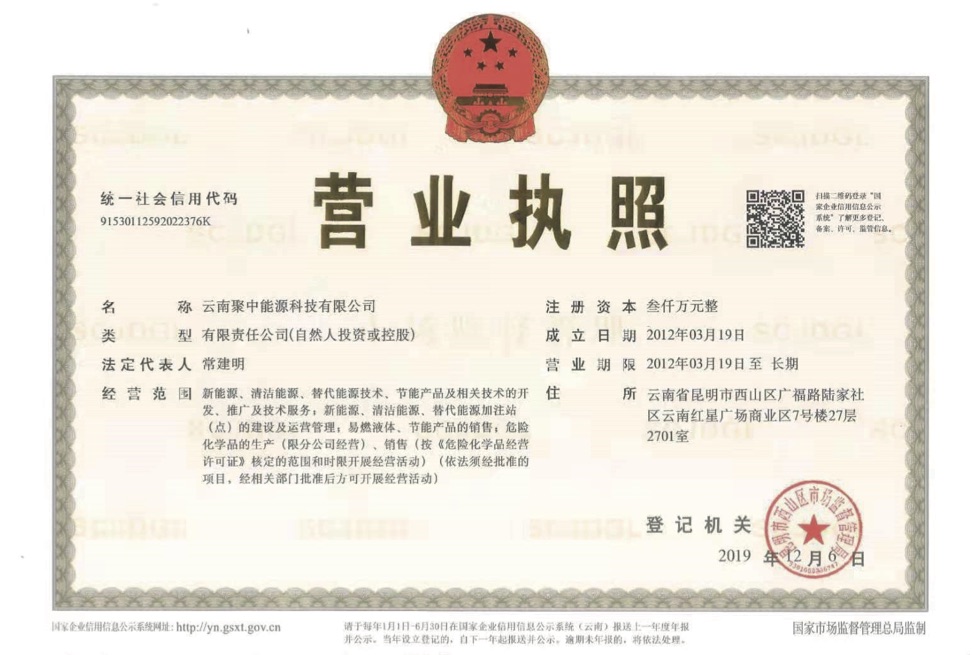 营业执照
统一社会信用代码
9153011259202​2376K
扫描二维码登录“国
家企业信用信息公示
系统”了解更多登记、
备案、许可、监管信息。
名称 云南聚中能源科技有限公司
类型 有限责任公司(自然人投资或控股)
法定代表人 常建明
经营范围 新能源、清洁能源、替代能源技术、节能产品及相关技术的开
发、推广及技术服务；新能源、清洁能源、替代能源加注站
（点）的建设及运营管理；易燃液体、节能产品的销售；危险
化学品的生产（限分公司经营）、销售（按《危险化学品经营
许可证》核定的范围和时限开展经营活动）（依法须经批准的
项目，经相关部门批准后方可开展经营活动）
注册资本 叁仟万元整
成立日期 2012年03月19日
营业期限 2012年03月19日至 长期
住所 云南省昆明市西山区广福路陆家社
区云南红星广场商业区7号楼27层
2701室
登记机关
昆明市西山区市场监督管理局
2019 年 12 月 6 日
国家企业信用信息公示系统网址: http://yn.gsxt.gov.cn
请于每年1月1日-6月30日在国家企业信用信息公示系统（云南）报送上一年度年报
并公示。当年设立登记的，自下一年起报送并公示。逾期未年报的，将依法处理。
国家市场监督管理总局监制